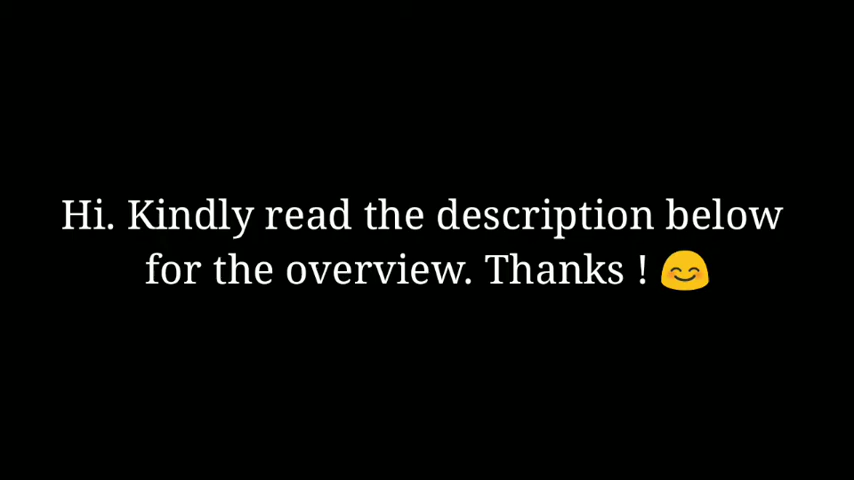 Hi. Kindly read the description below
for the overview. Thanks ! 😊